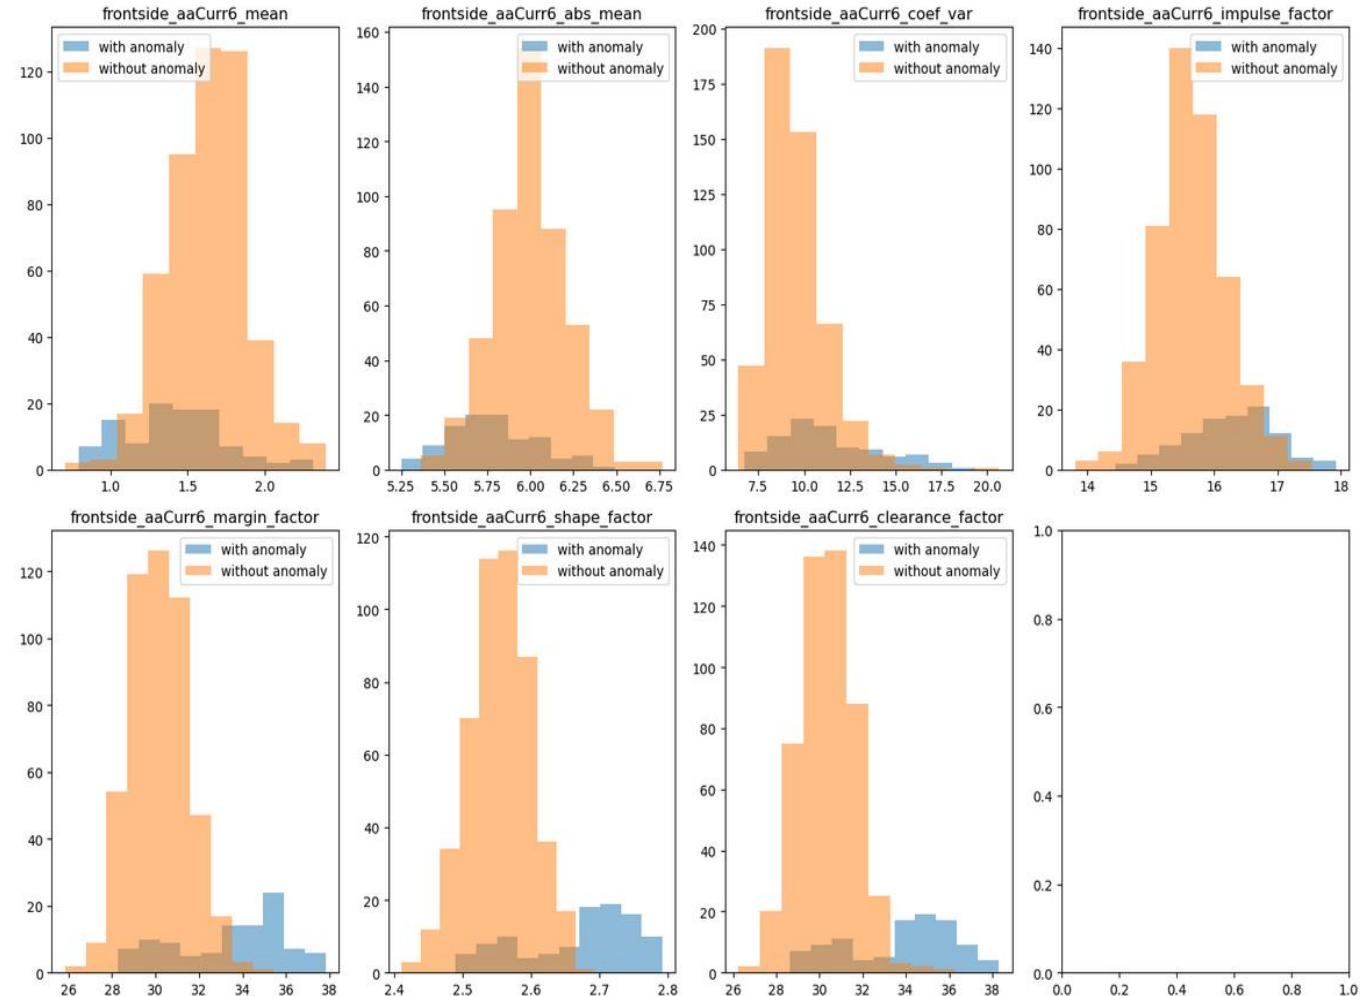 frontside_aaCurr6_mean
with anomaly
without anomaly
120
100
80
60
40
20
0
1.0 1.5 2.0
frontside_aaCurr6_abs_mean
with anomaly
without anomaly
160
140
120
100
80
60
40
20
0
5.25 5.50 5.75 6.00 6.25 6.50 6.75
frontside_aaCurr6_coef_var
with anomaly
without anomaly
200
175
150
125
100
75
50
25
0
7.5 10.0 12.5 15.0 17.5 20.0
frontside_aaCurr6_impulse_factor
with anomaly
without anomaly
140
120
100
80
60
40
20
0
14 15 16 17 18
frontside_aaCurr6_margin_factor
with anomaly
without anomaly
120
100
80
60
40
20
0
26 28 30 32 34 36 38
frontside_aaCurr6_shape_factor
with anomaly
without anomaly
120
100
80
60
40
20
0
2.4 2.5 2.6 2.7 2.8
frontside_aaCurr6_clearance_factor
with anomaly
without anomaly
140
120
100
80
60
40
20
0
26 28 30 32 34 36 38
1.0
0.8
0.6
0.4
0.2
0.0
0.0 0.2 0.4 0.6 0.8 1.0